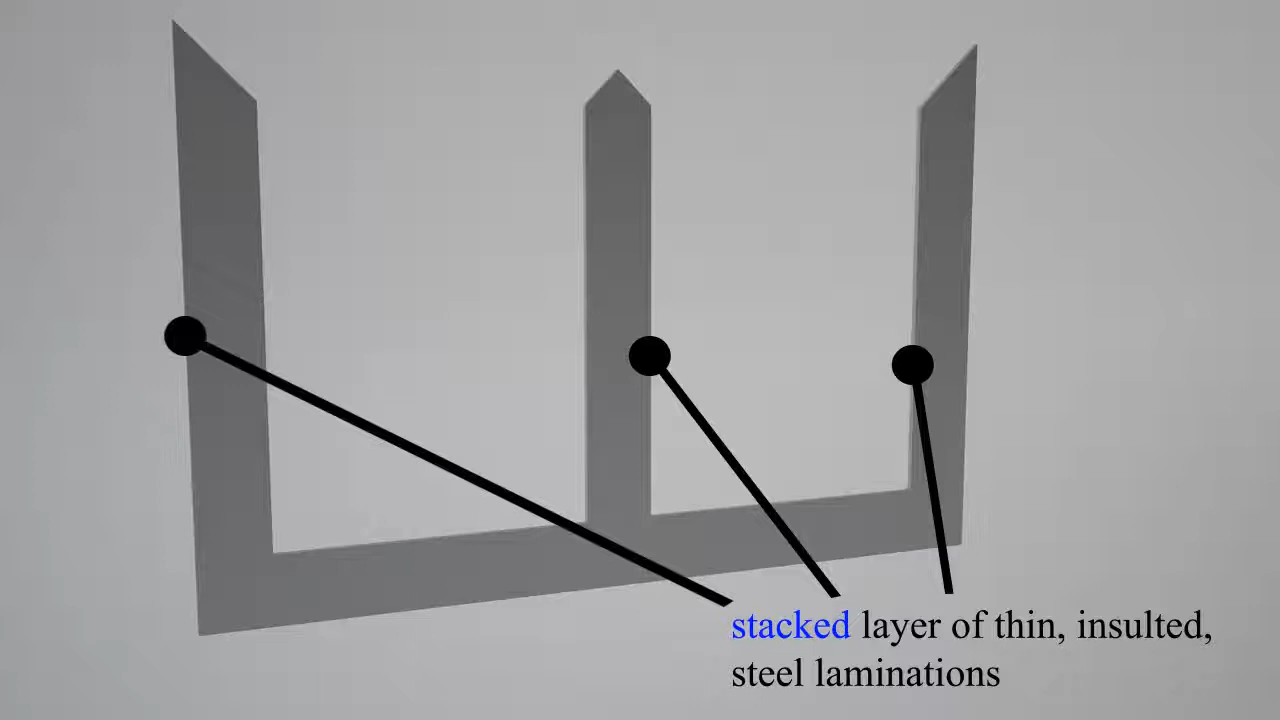 stacked layer of thin, insulted,
steel laminations